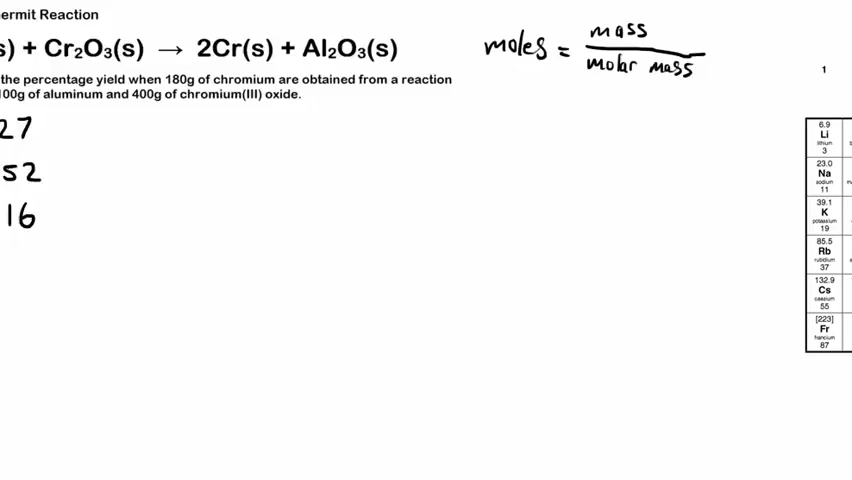 ermit Reaction
s) + Cr₂O₃(s) → 2Cr(s) + Al₂O₃(s)
the percentage yield when 180g of chromium are obtained from a reaction
100g of aluminum and 400g of chromium(III) oxide.
moles = mass
molar mass
1
27
52
16
6.9
Li
lithium
3
23.0
Na
sodium
11
39.1
K
potassium
19
85.5
Rb
rubidium
37
132.9
Cs
caesium
55
[223]
Fr
francium
87